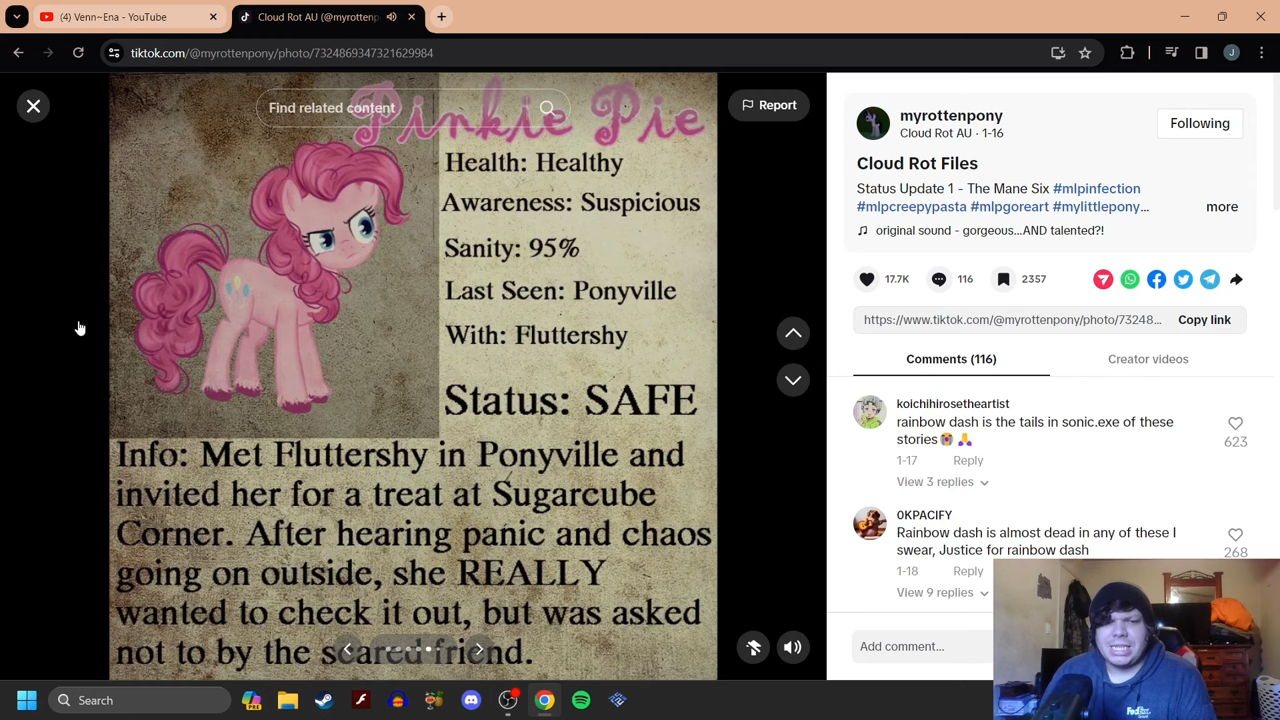 (4) Venn~Ena - YouTube
Cloud Rot AU (@myrottenp
tiktok.com/@myrottenpony/photo/7324869347321629984
J
Find related content
Report
Pinkie Pie
Health: Healthy
Awareness: Suspicious
Sanity: 95%
Last Seen: Ponyville
With: Fluttershy
Status: SAFE
Info: Met Fluttershy in Ponyville and
invited her for a treat at Sugarcube
Corner. After hearing panic and chaos
going on outside, she REALLY
wanted to check it out, but was asked
not to by the scared friend.
myrottenpony
Cloud Rot AU · 1-16
Following
Cloud Rot Files
Status Update 1 - The Mane Six #mlpinfection
#mlpcreepypasta #mlpgoreart #mylittlepony...
more
original sound - gorgeous...AND talented?!
17.7K
116
2357
https://www.tiktok.com/@myrottenpony/photo/73248...
Copy link
Comments (116)
Creator videos
koichihirosetheartist
rainbow dash is the tails in sonic.exe of these
stories😭🙏
623
1-17 Reply
View 3 replies
0KPACIFY
Rainbow dash is almost dead in any of these I
swear, Justice for rainbow dash
268
1-18 Reply
View 9 replies
Add comment...
Search
FedEx